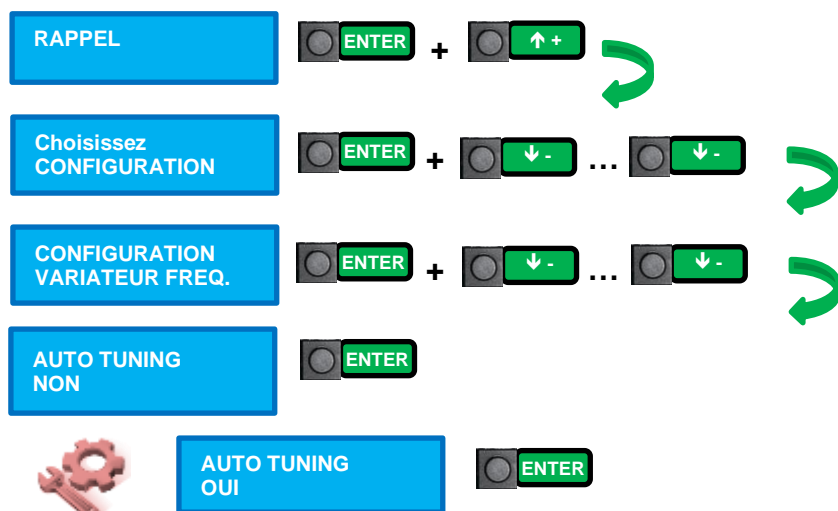 RAPPEL
ENTER + ↑ +
Choisissez
CONFIGURATION
ENTER + ↓ - … ↓ -
CONFIGURATION
VARIATEUR FREQ.
ENTER + ↓ - … ↓ -
AUTO TUNING
NON
ENTER
AUTO TUNING
OUI
ENTER